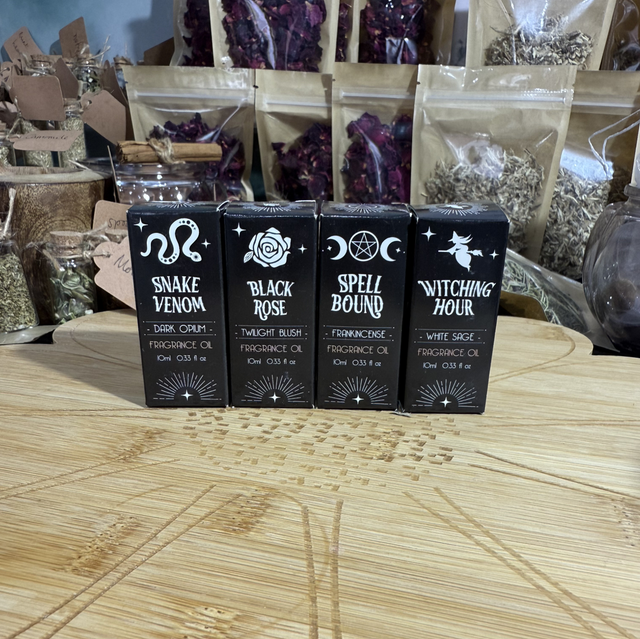 SNAKE
VENOM
- DARK OPIUM -
FRAGRANCE OIL
10ml 0.33 fl oz
BLACK
ROSE
- TWILIGHT BLUSH -
FRAGRANCE OIL
10ml 0.33 fl oz
SPELL
BOUND
- FRANKINCENSE -
FRAGRANCE OIL
10ml 0.33 fl oz
WITCHING
HOUR
- WHITE SAGE -
FRAGRANCE OIL
10ml 0.33 fl oz